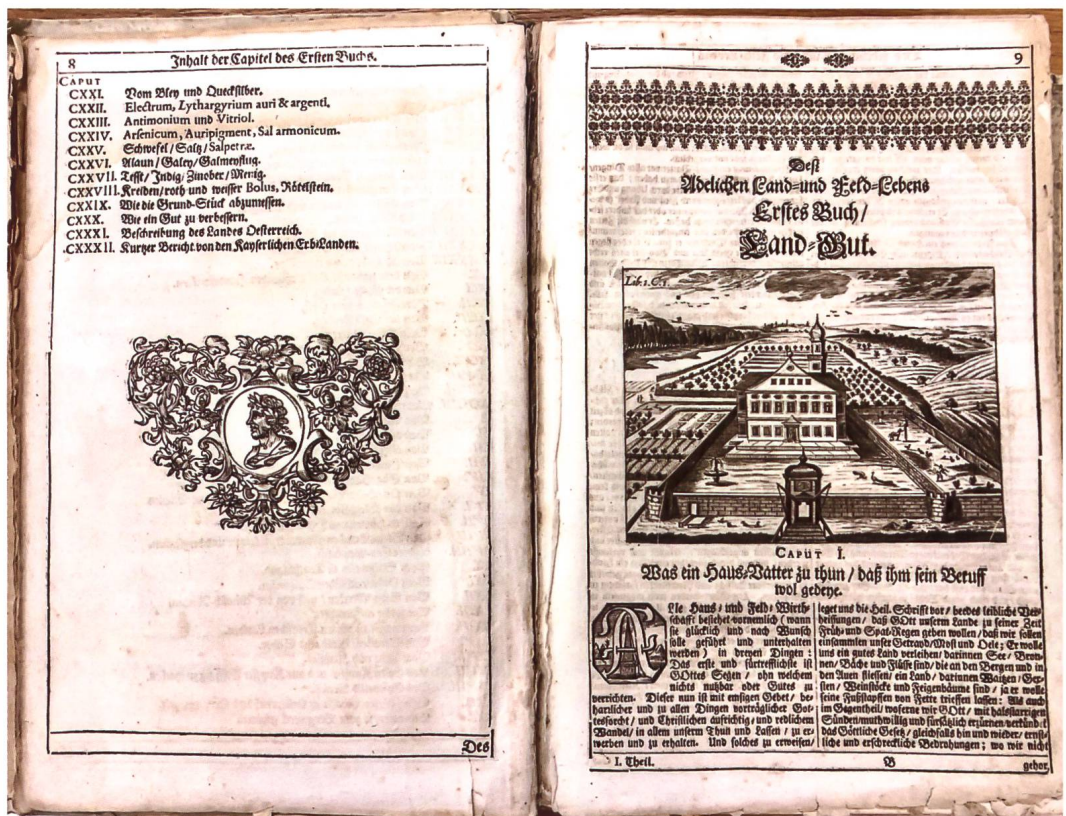 8
Inhalt der Capitel des Ersten Buchs.
CAPUT
CXXI. Vom Bley und Queckſilber.
CXXII. Electrum, Lythargyrium auri & argenti.
CXXIII. Antimonium und Vitriol.
CXXIV. Arſenicum, Auripigment, Sal armonicum.
CXXV. Schwefel / Saltz / Salpetræ.
CXXVI. Alaun / Galey / Galmeyflug.
CXXVII. Tefft / Indig / Zinober / Menig.
CXXVIII. Kreiden / roth und weiſſer Bolus, Rötelſtein.
CXXIX. Wie die Grund-Stück abzumeſſen.
CXXX. Wie ein Gut zu verbeſſern.
CXXXI. Beſchreibung des Landes Oeſterreich.
CXXXII. Kurtzer Bericht von den Kayſerlichen Erb-Landen.
Des
9
Deß
Adelichen Land- und Feld-Lebens
Erſtes Buch /
Land-Gut.
Lib. 1. C. 1.
CAPUT I.
Was ein Haus-Vatter zu thun / daß ihm ſein Beruff
wol gedeye.
Alle Haus- und Feld-Wirth-
ſchafft beſtehet vornemlich (wann
ſie glücklich und nach Wunſch
ſolle geführt und unterhalten
werden) in dreyen Dingen:
Das erſte und fürtrefflichſte iſt
GOttes Segen / ohn welchem
nichts nutzbar oder Gutes zu
verrichten. Dieſer nun iſt mit emſigen Gebet / be-
harrlicher und zu allen Dingen vorträglicher Got-
tesforcht / und Chriſtlichen aufrichtig / und redlichem
Wandel / in allem unſerm Thun und Laſſen / zu er-
werben und zu erhalten. Und ſolches zu erweiſen /
leget uns die Heil. Schrifft vor / beedes leibliche Ver-
heiſſungen / daß GOtt unſerm Lande zu ſeiner Zeit
Früh- und Spat-Regen geben wollen / daß wir ſollen
einſammlen unſer Getraid / Moſt und Oele; Er wolle
uns ein gutes Land verleihen / darinnen See / Bron-
nen / Bäche und Flüſſe ſind / die an den Bergen und in
den Auen flieſſen / ein Land / darinnen Waitzen / Ger-
ſten / Weinſtöcke und Feigenbäume ſind / ja er wolle
ſeine Fußſtapfen von Fette trieffen laſſen: Als auch
im Gegentheil / woferne wir GOtt / mit halsſtarrigen
Sünden muthwillig und fürſätzlich erzürnen / verkündt
das Göttliche Geſetz / gleichfalls hin und wieder / ernſt-
liche und erſchreckliche Bedrohungen; wo wir nicht
I. Theil.
B
gehor,